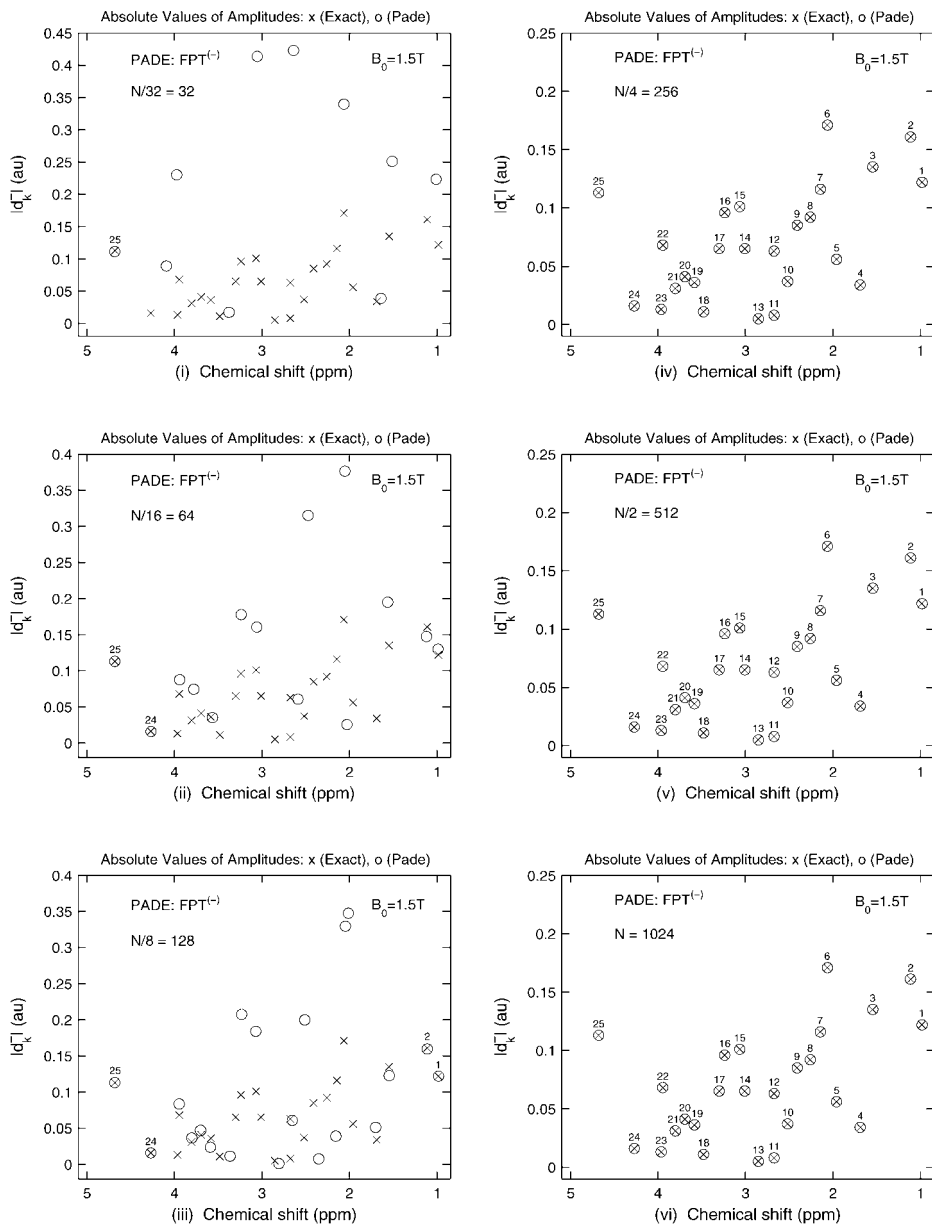 Absolute Values of Amplitudes: x (Exact), o (Pade)
PADE: FPT(−)
B0=1.5T
N/32 = 32
|dk−| (au)
0.45
0.4
0.35
0.3
0.25
0.2
0.15
0.1
0.05
0
25
5 4 3 2 1
(i) Chemical shift (ppm)
Absolute Values of Amplitudes: x (Exact), o (Pade)
PADE: FPT(−)
B0=1.5T
N/4 = 256
|dk−| (au)
0.25
0.2
0.15
0.1
0.05
0
25 24 23 22 21 20 19 18 17 16 15 14 13 12 11 10 9 8 7 6 5 4 3 2 1
5 4 3 2 1
(iv) Chemical shift (ppm)
Absolute Values of Amplitudes: x (Exact), o (Pade)
PADE: FPT(−)
B0=1.5T
N/16 = 64
|dk−| (au)
0.4
0.35
0.3
0.25
0.2
0.15
0.1
0.05
0
25
24
5 4 3 2 1
(ii) Chemical shift (ppm)
Absolute Values of Amplitudes: x (Exact), o (Pade)
PADE: FPT(−)
B0=1.5T
N/2 = 512
|dk−| (au)
0.25
0.2
0.15
0.1
0.05
0
25 24 23 22 21 20 19 18 17 16 15 14 13 12 11 10 9 8 7 6 5 4 3 2 1
5 4 3 2 1
(v) Chemical shift (ppm)
Absolute Values of Amplitudes: x (Exact), o (Pade)
PADE: FPT(−)
B0=1.5T
N/8 = 128
|dk−| (au)
0.4
0.35
0.3
0.25
0.2
0.15
0.1
0.05
0
25
24
2
1
5 4 3 2 1
(iii) Chemical shift (ppm)
Absolute Values of Amplitudes: x (Exact), o (Pade)
PADE: FPT(−)
B0=1.5T
N = 1024
|dk−| (au)
0.25
0.2
0.15
0.1
0.05
0
25 24 23 22 21 20 19 18 17 16 15 14 13 12 11 10 9 8 7 6 5 4 3 2 1
5 4 3 2 1
(vi) Chemical shift (ppm)